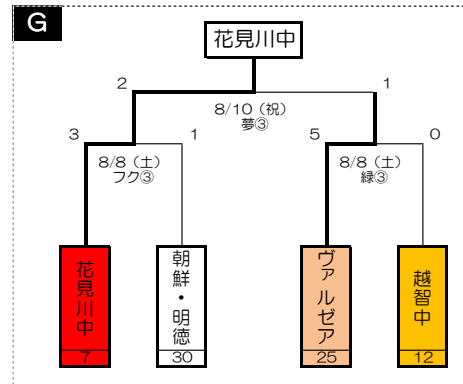 G
花見川中
2
1
8/10（祝）
夢③
3
1
5
0
8/8（土）
フク③
8/8（土）
緑③
花見川中
朝鮮・明徳
ヴァルゼア
越智中
7
30
25
12